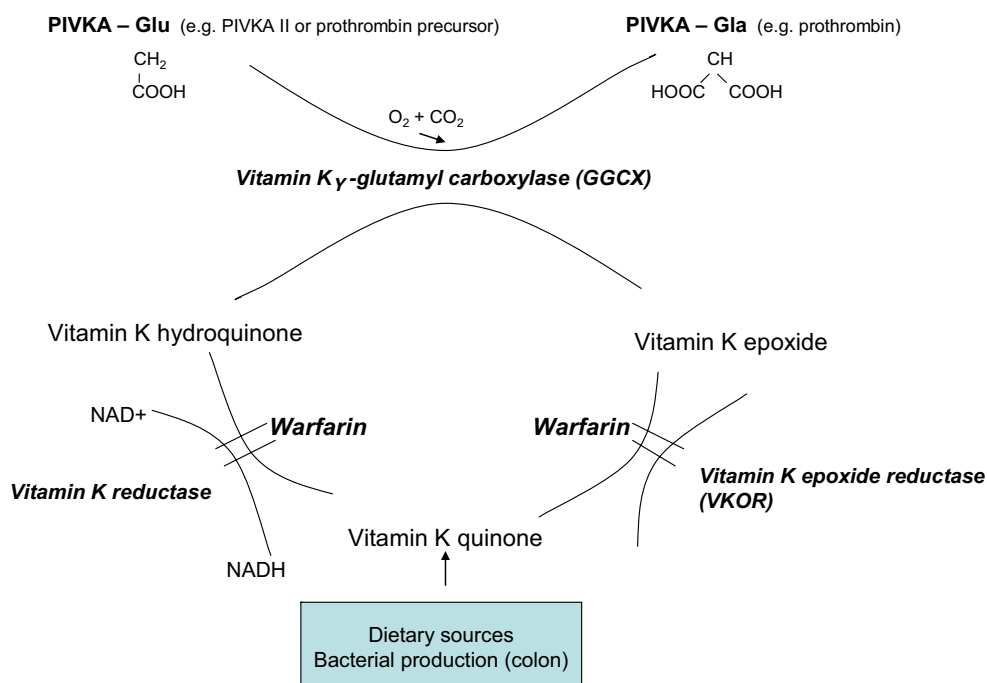 PIVKA – Glu (e.g. PIVKA II or prothrombin precursor)
PIVKA – Gla (e.g. prothrombin)
CH₂
COOH
CH
HOOC COOH
O₂ + CO₂
Vitamin K γ-glutamyl carboxylase (GGCX)
Vitamin K hydroquinone
Vitamin K epoxide
NAD+
Warfarin
Warfarin
Vitamin K reductase
Vitamin K epoxide reductase
(VKOR)
Vitamin K quinone
NADH
Dietary sources
Bacterial production (colon)